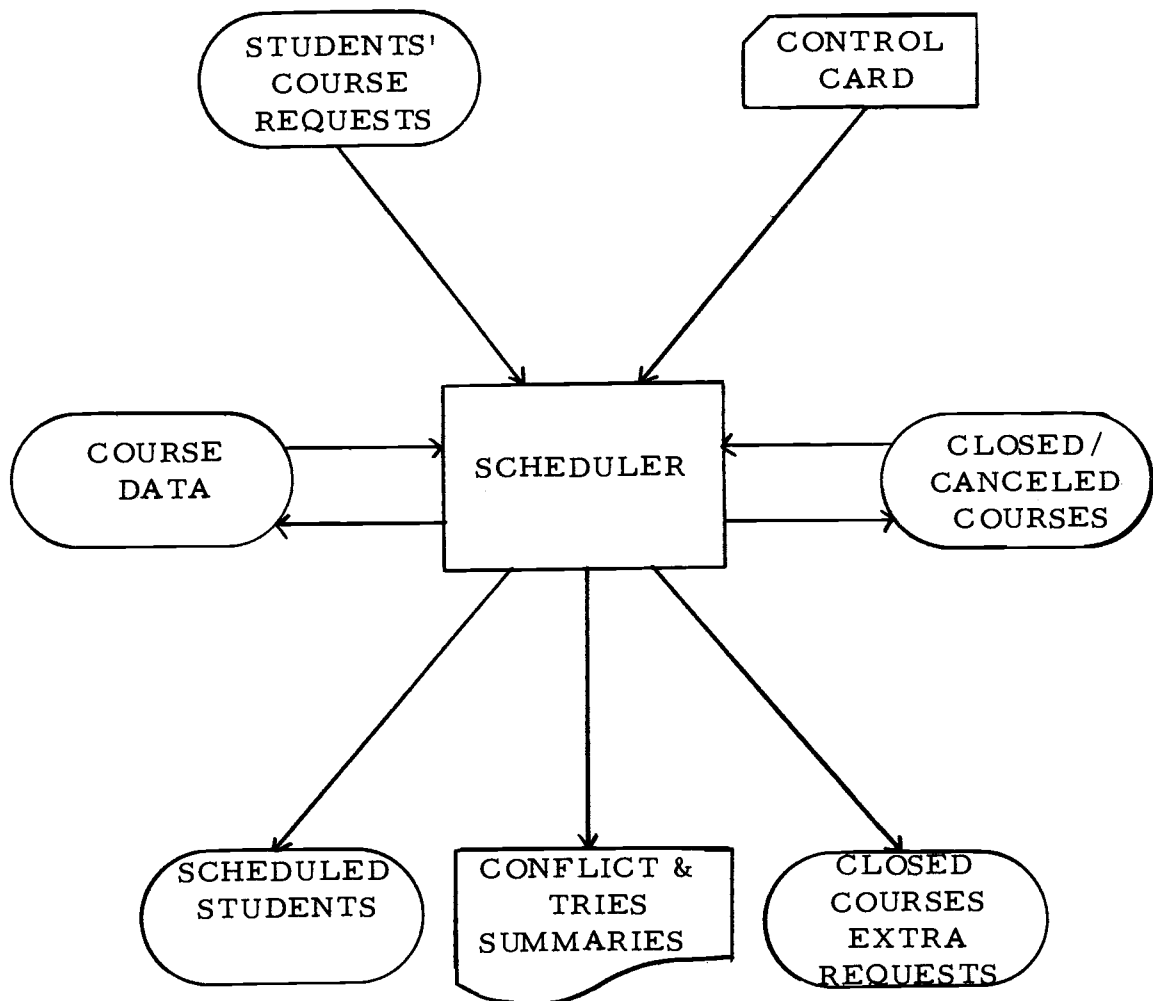 STUDENTS'
COURSE
REQUESTS
CONTROL
CARD
COURSE
DATA
SCHEDULER
CLOSED/
CANCELED
COURSES
SCHEDULED
STUDENTS
CONFLICT &
TRIES
SUMMARIES
CLOSED
COURSES
EXTRA
REQUESTS